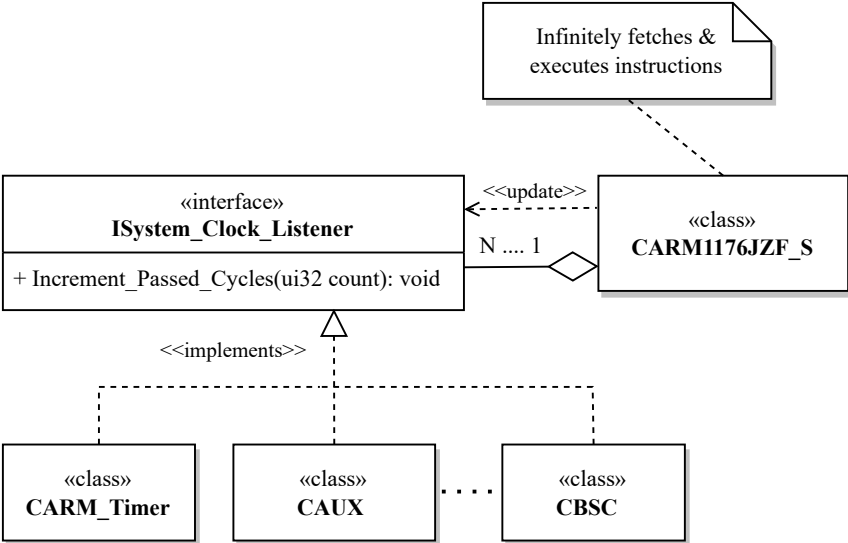 Infinitely fetches &
executes instructions
«interface»
ISystem_Clock_Listener
+ Increment_Passed_Cycles(ui32 count): void
<<update>>
N .... 1
«class»
CARM1176JZF_S
<<implements>>
«class»
CARM_Timer
«class»
CAUX
«class»
CBSC